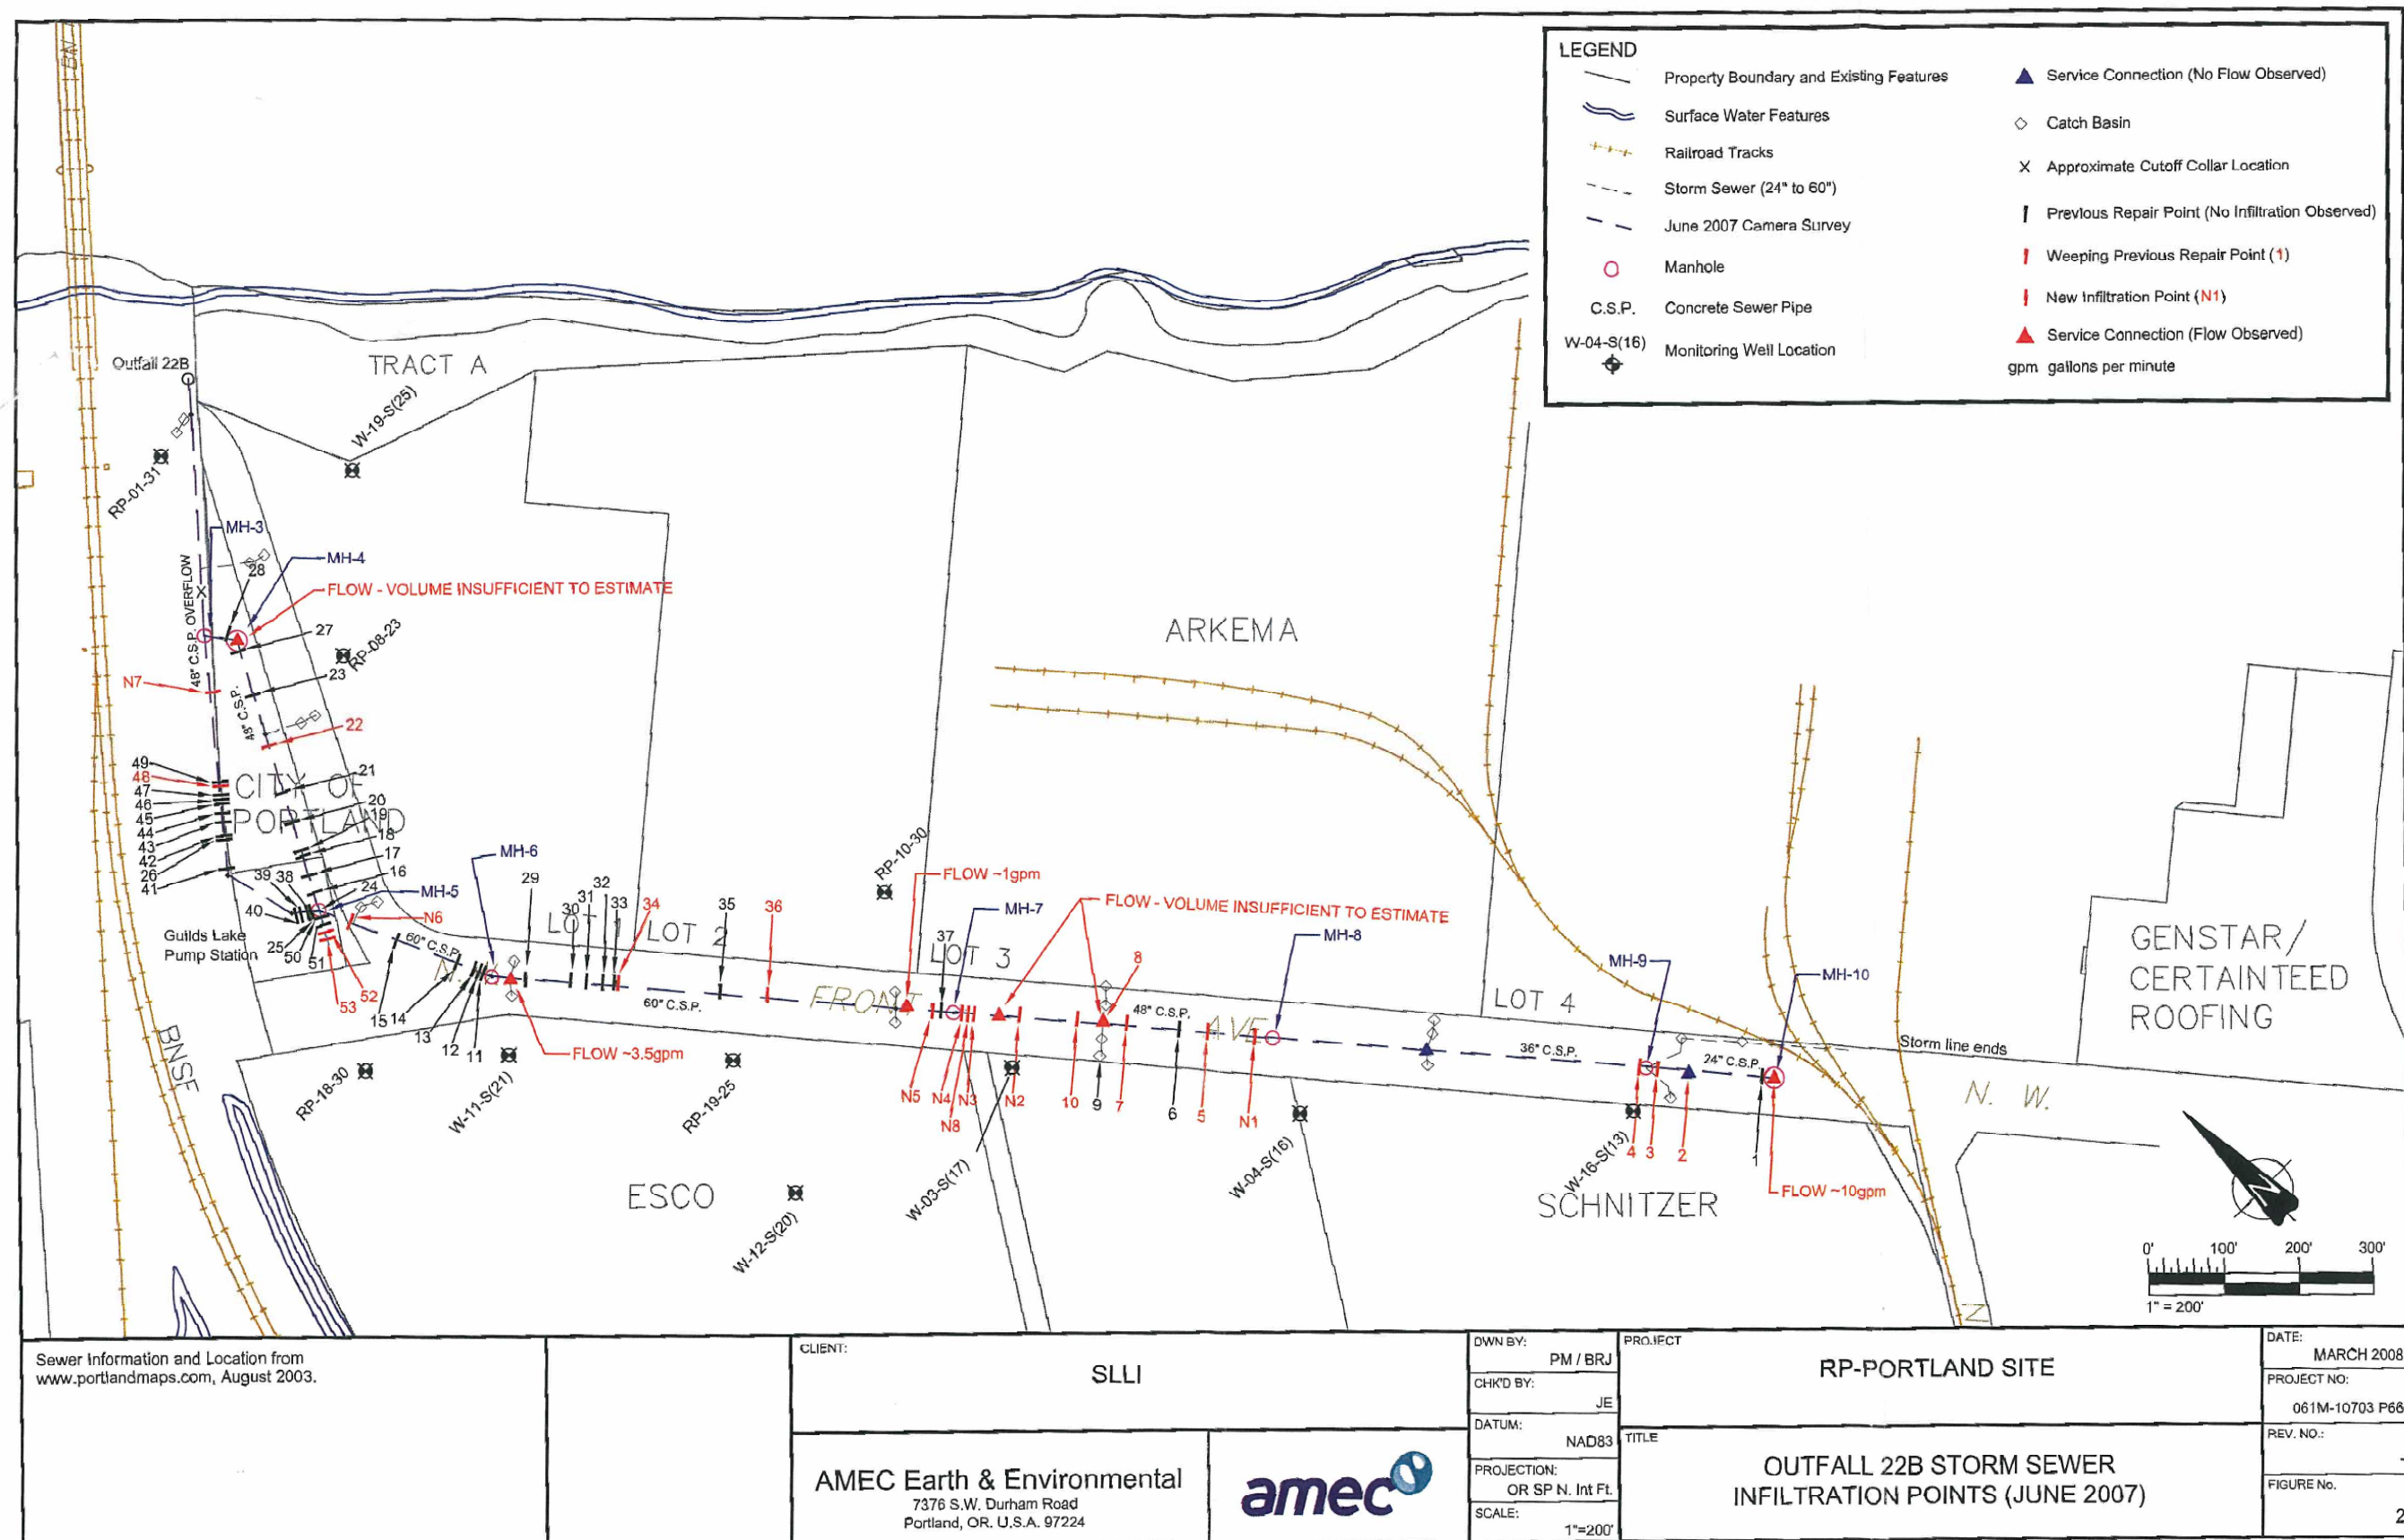 LEGEND
Property Boundary and Existing Features
Surface Water Features
Railroad Tracks
Storm Sewer (24" to 60")
June 2007 Camera Survey
Manhole
C.S.P. Concrete Sewer Pipe
W-04-S(16) Monitoring Well Location
Service Connection (No Flow Observed)
Catch Basin
X Approximate Cutoff Collar Location
Previous Repair Point (No Infiltration Observed)
Weeping Previous Repair Point (1)
New Infiltration Point (N1)
Service Connection (Flow Observed)
gpm gallons per minute
BN
Outfall 22B
TRACT A
W-19-S(25)
RP-01-31
MH-3
MH-4
28
FLOW - VOLUME INSUFFICIENT TO ESTIMATE
48" C.S.P. OVERFLOW
X
27
RP-08-23
23
N7
48" C.S.P.
22
49
48
47
46
45
44
43
42
26
41
CITY OF
PORTLAND
21
20
19
18
17
16
24
39 38
40
MH-5
N6
Guilds Lake
Pump Station
25
50
51
52
53
60" C.S.P.
15
14
13
12
11
MH-6
29
30
31
32
33
34
35
36
N.W.
LOT 1
LOT 2
60" C.S.P.
FRONT
FLOW ~3.5gpm
RP-18-30
W-11-S(21)
RP-19-25
RP-10-30
FLOW ~1gpm
37
LOT 3
MH-7
FLOW - VOLUME INSUFFICIENT TO ESTIMATE
8
48" C.S.P.
AVE
MH-8
N5
N4
N3
N8
N2
10
9
7
6
5
N1
ARKEMA
LOT 4
MH-9
MH-10
36" C.S.P.
24" C.S.P.
Storm line ends
4
3
2
1
FLOW ~10gpm
W-03-S(17)
W-04-S(16)
W-16-S(13)
W-12-S(20)
ESCO
SCHNITZER
BNSF
GENSTAR/
CERTAINTEED
ROOFING
N. W.
N
Z
0' 100' 200' 300'
1" = 200'
Sewer Information and Location from
www.portlandmaps.com, August 2003.
CLIENT:
SLLI
AMEC Earth & Environmental
7376 S.W. Durham Road
Portland, OR. U.S.A. 97224
amec
DWN BY:
PM / BRJ
CHK'D BY:
JE
DATUM:
NAD83
PROJECTION:
OR SP N. Int Ft.
SCALE:
1"=200'
PROJECT
RP-PORTLAND SITE
TITLE
OUTFALL 22B STORM SEWER
INFILTRATION POINTS (JUNE 2007)
DATE:
MARCH 2008
PROJECT NO:
061M-10703 P66
REV. NO.:
FIGURE No.
2